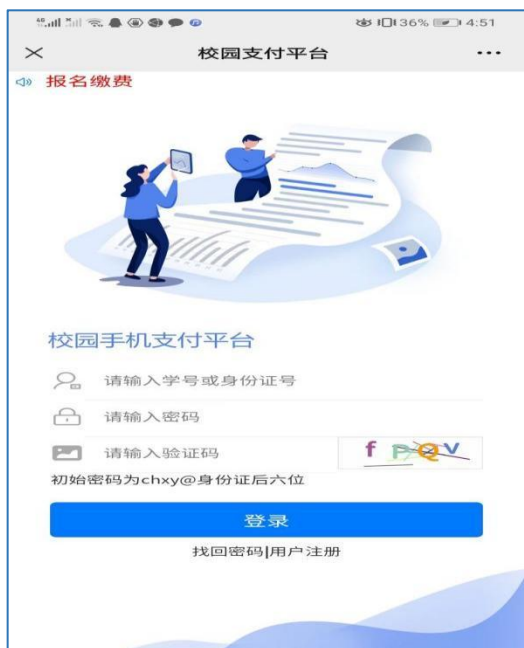 36% 4:51
校园支付平台
报名缴费
校园手机支付平台
请输入学号或身份证号
请输入密码
请输入验证码
f PQV
初始密码为chxy@身份证后六位
登录
找回密码|用户注册